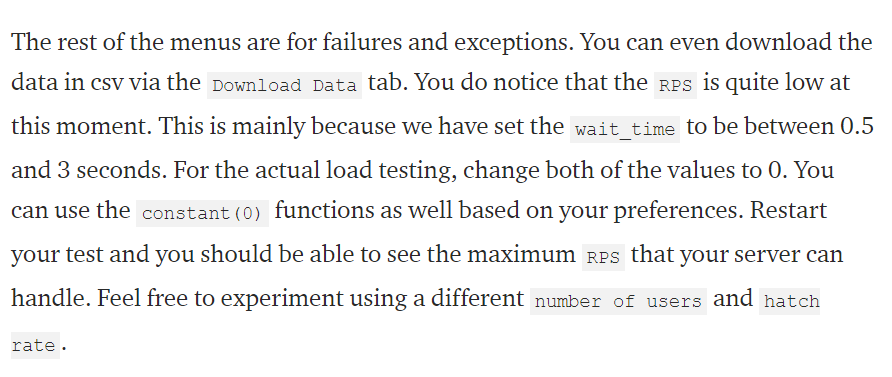 The rest of the menus are for failures and exceptions. You can even download the
data in csv via the Download Data tab. You do notice that the RPS is quite low at
this moment. This is mainly because we have set the wait_time to be between 0.5
and 3 seconds. For the actual load testing, change both of the values to 0. You
can use the constant(0) functions as well based on your preferences. Restart
your test and you should be able to see the maximum RPS that your server can
handle. Feel free to experiment using a different number of users and hatch
rate.